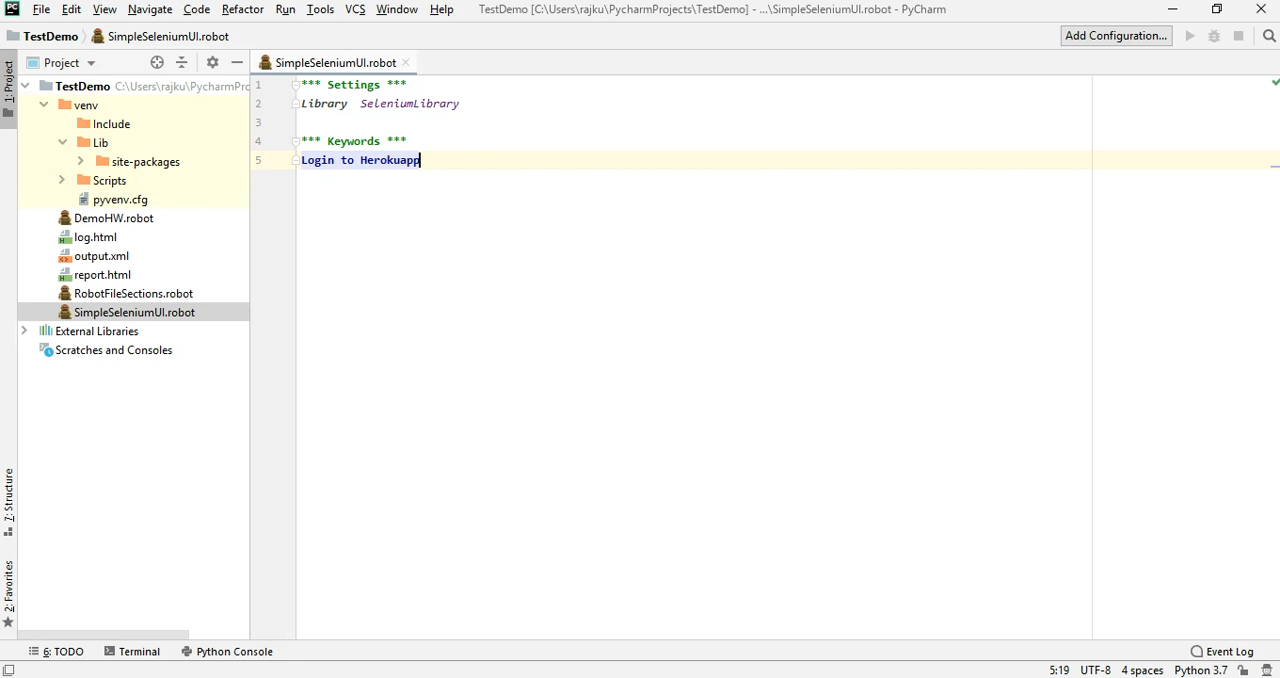 File Edit View Navigate Code Refactor Run Tools VCS Window Help TestDemo [C:\Users\rajku\PycharmProjects\TestDemo] - ...\SimpleSeleniumUI.robot - PyCharm
TestDemo SimpleSeleniumUI.robot Add Configuration...
1: Project
Project
SimpleSeleniumUI.robot
TestDemo C:\Users\rajku\PycharmPro
venv
Include
Lib
site-packages
Scripts
pyvenv.cfg
DemoHW.robot
log.html
output.xml
report.html
RobotFileSections.robot
SimpleSeleniumUI.robot
External Libraries
Scratches and Consoles
1 *** Settings ***
2 Library SeleniumLibrary
3
4 *** Keywords ***
5 Login to Herokuapp
7: Structure
2: Favorites
6: TODO Terminal Python Console Event Log
5:19 UTF-8 4 spaces Python 3.7